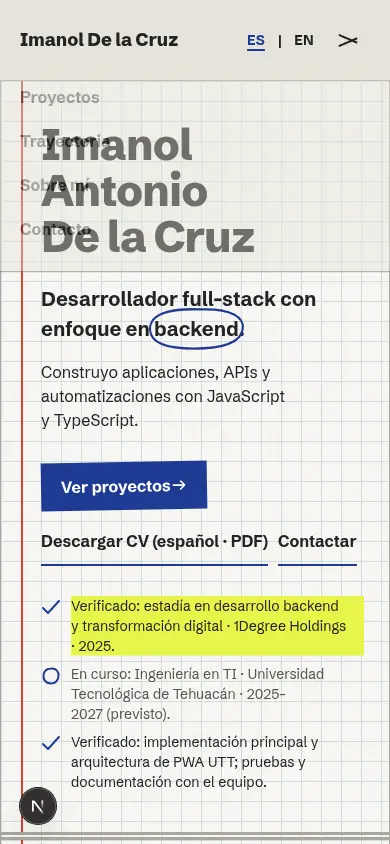 Imanol De la Cruz
ES | EN
Proyectos
Trayectoria
Sobre mí
Contacto
Imanol
Antonio
De la Cruz
Desarrollador full-stack con
enfoque en backend.
Construyo aplicaciones, APIs y
automatizaciones con JavaScript
y TypeScript.
Ver proyectos→
Descargar CV (español · PDF) Contactar
Verificado: estadía en desarrollo backend
y transformación digital · 1Degree Holdings
· 2025.
En curso: Ingeniería en TI · Universidad
Tecnológica de Tehuacán · 2025–
2027 (previsto).
Verificado: implementación principal y
arquitectura de PWA UTT; pruebas y
documentación con el equipo.
N